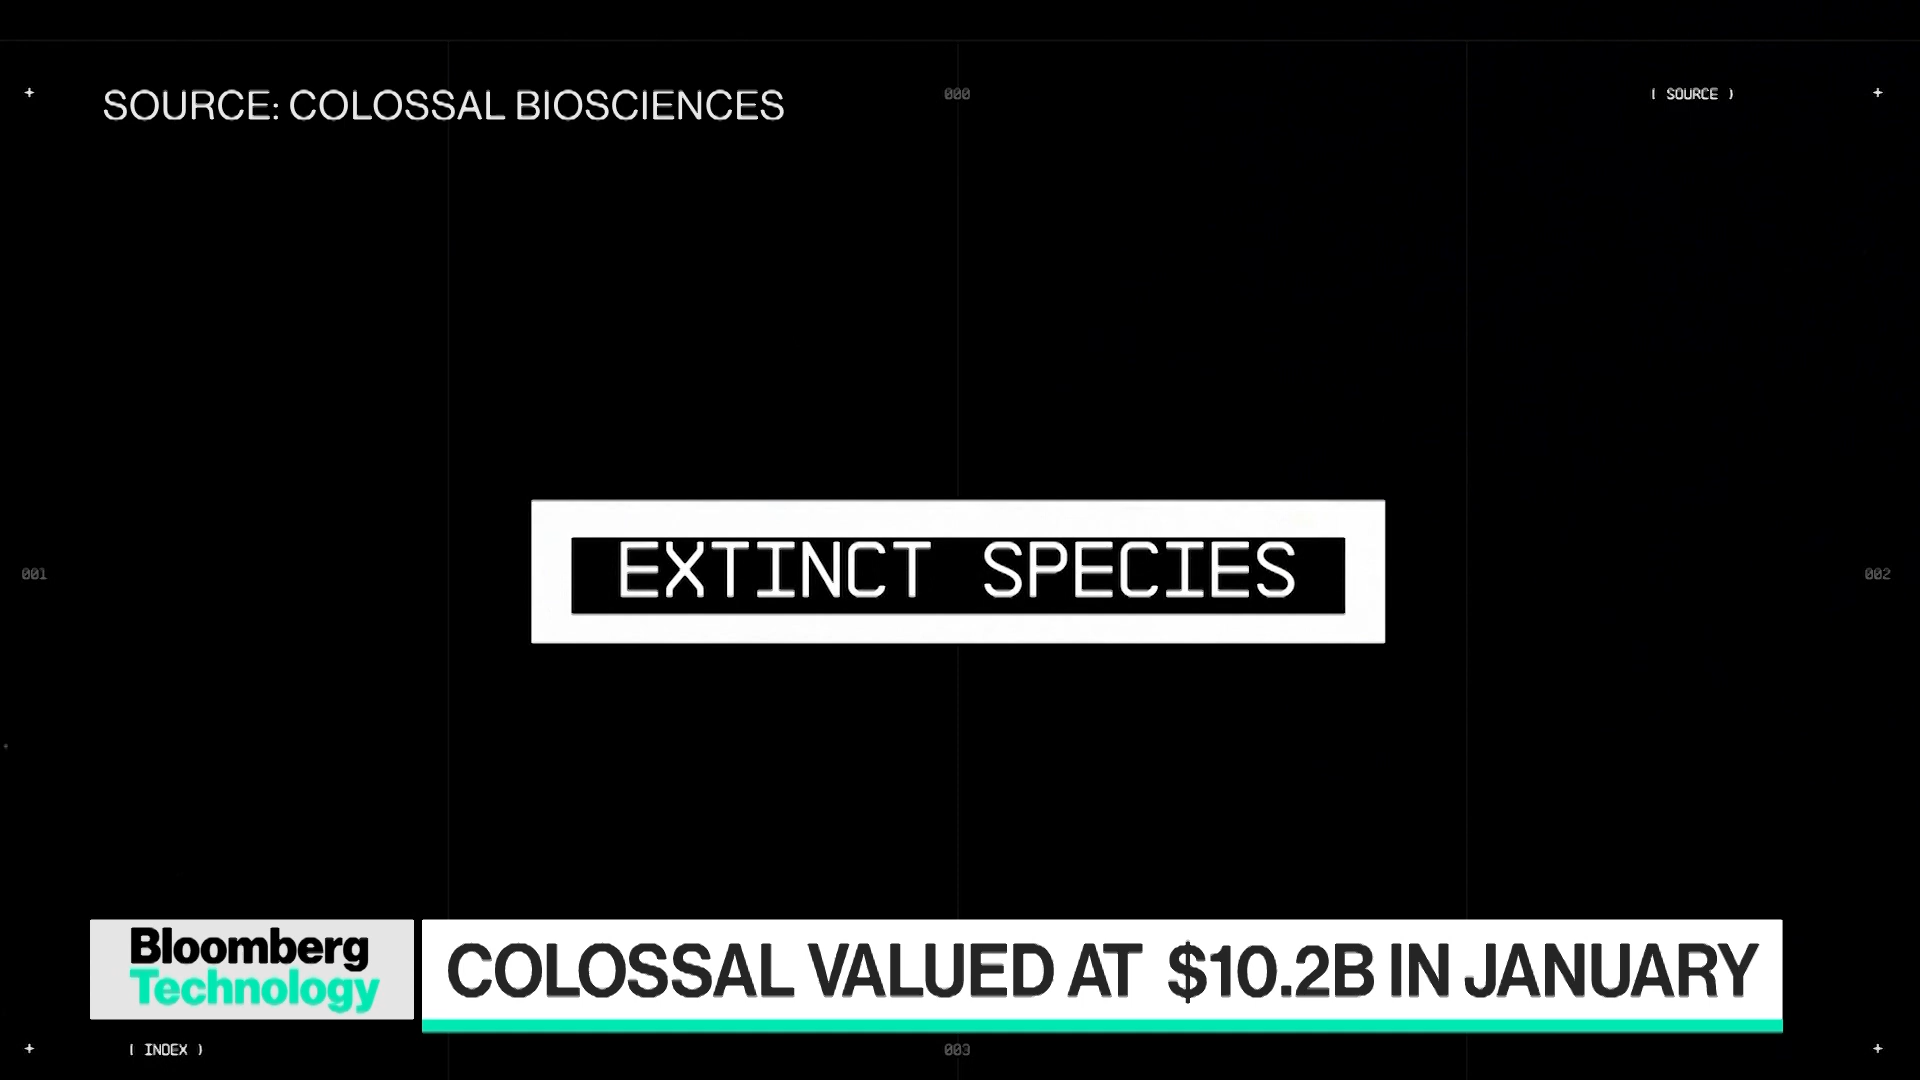 SOURCE: COLOSSAL BIOSCIENCES
000
( SOURCE )
EXTINCT SPECIES
001
002
Bloomberg
Technology
COLOSSAL VALUED AT $10.2B IN JANUARY
( INDEX )
003